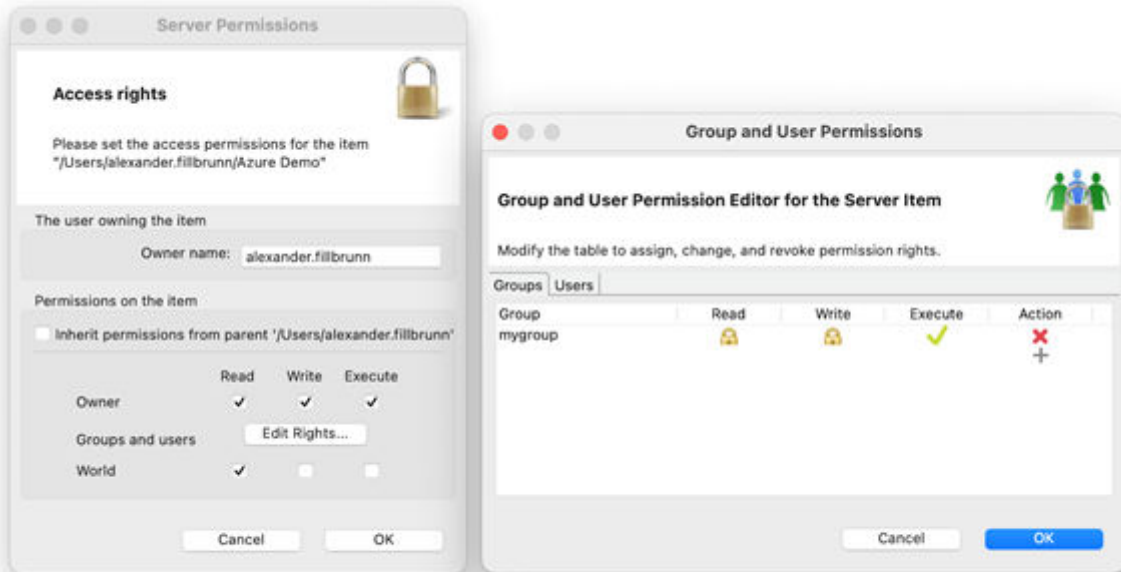 Server Permissions
Access rights
Please set the access permissions for the item
"/Users/alexander.fillbrunn/Azure Demo"
The user owning the item
Owner name: alexander.fillbrunn
Permissions on the item
Inherit permissions from parent '/Users/alexander.fillbrunn'
Read Write Execute
Owner
Groups and users Edit Rights...
World
Cancel OK
Group and User Permissions
Group and User Permission Editor for the Server Item
Modify the table to assign, change, and revoke permission rights.
Groups Users
Group Read Write Execute Action
mygroup
Cancel OK